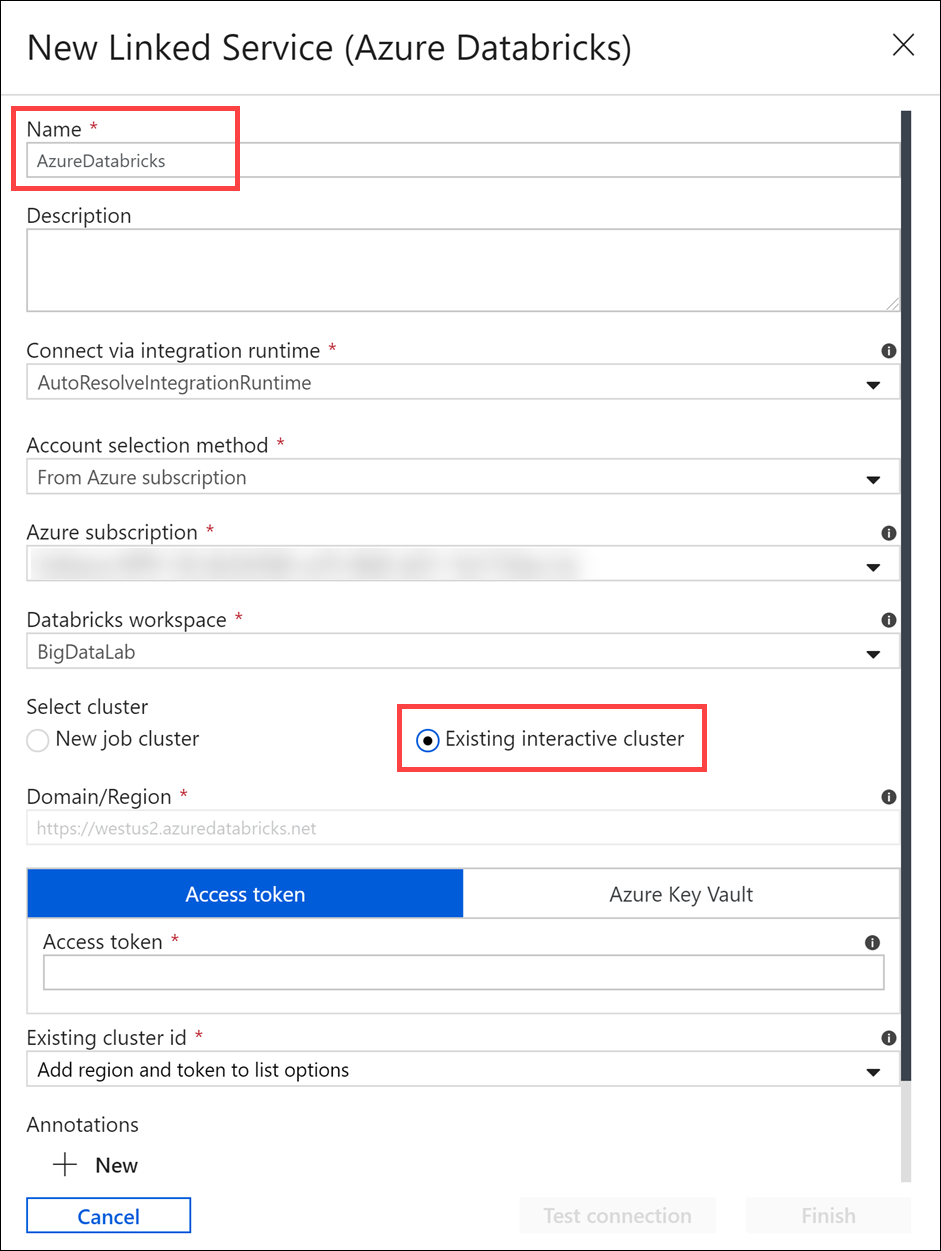 New Linked Service (Azure Databricks)
Name *
AzureDatabricks
Description
Connect via integration runtime *
AutoResolveIntegrationRuntime
Account selection method *
From Azure subscription
Azure subscription *
Databricks workspace *
BigDataLab
Select cluster
New job cluster Existing interactive cluster
Domain/Region *
https://westus2.azuredatabricks.net
Access token Azure Key Vault
Access token *
Existing cluster id *
Add region and token to list options
Annotations
New
Cancel Test connection Finish